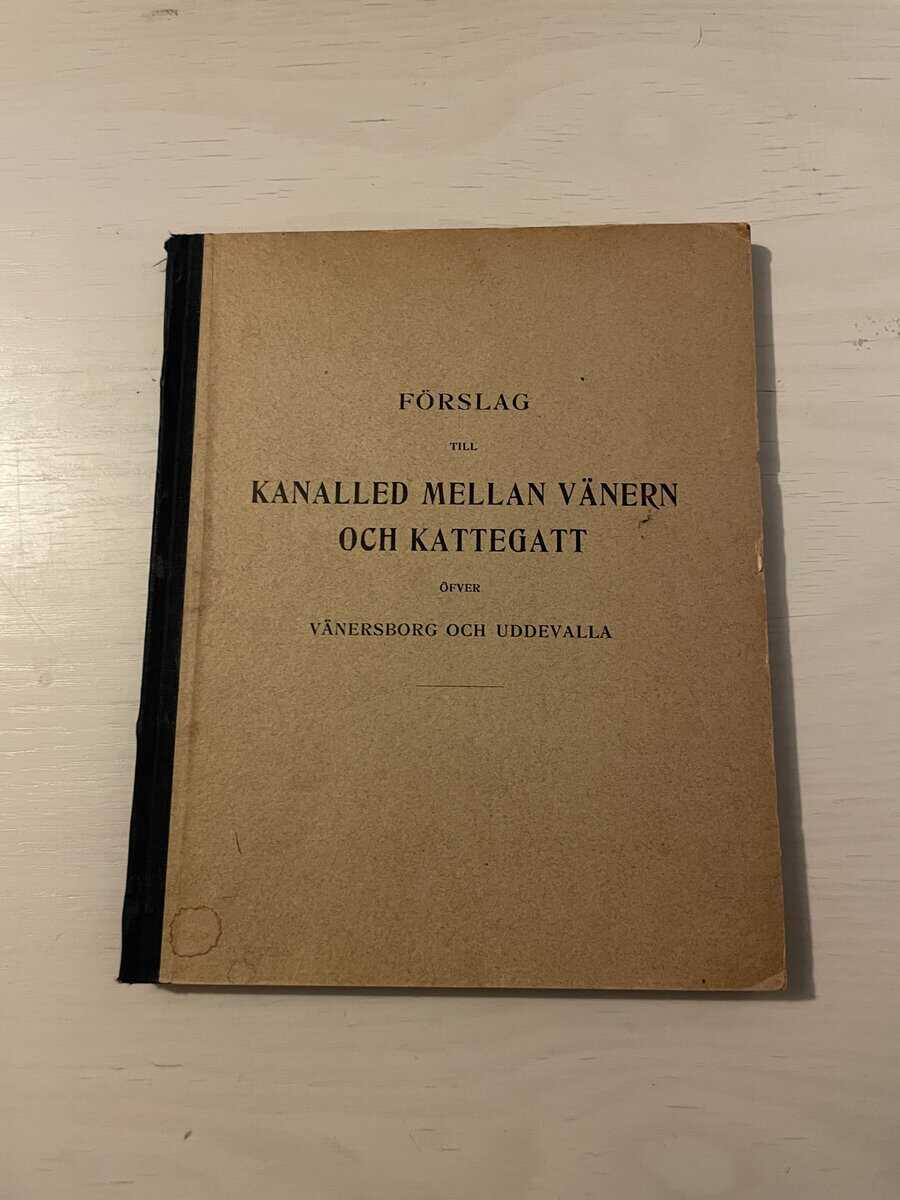 FÖRSLAG
TILL
KANALLED MELLAN VÄNERN
OCH KATTEGATT
ÖFVER
VÄNERSBORG OCH UDDEVALLA